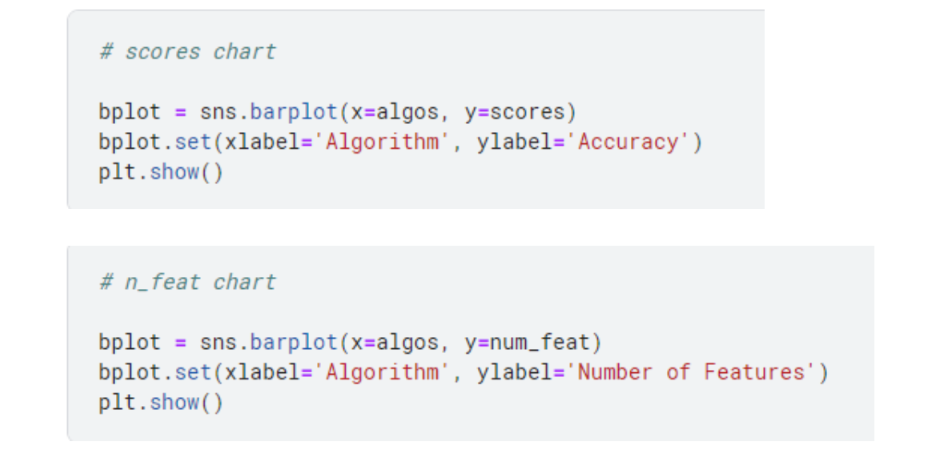 # scores chart
bplot = sns.barplot(x=algos, y=scores)
bplot.set(xlabel='Algorithm', ylabel='Accuracy')
plt.show()
# n_feat chart
bplot = sns.barplot(x=algos, y=num_feat)
bplot.set(xlabel='Algorithm', ylabel='Number of Features')
plt.show()